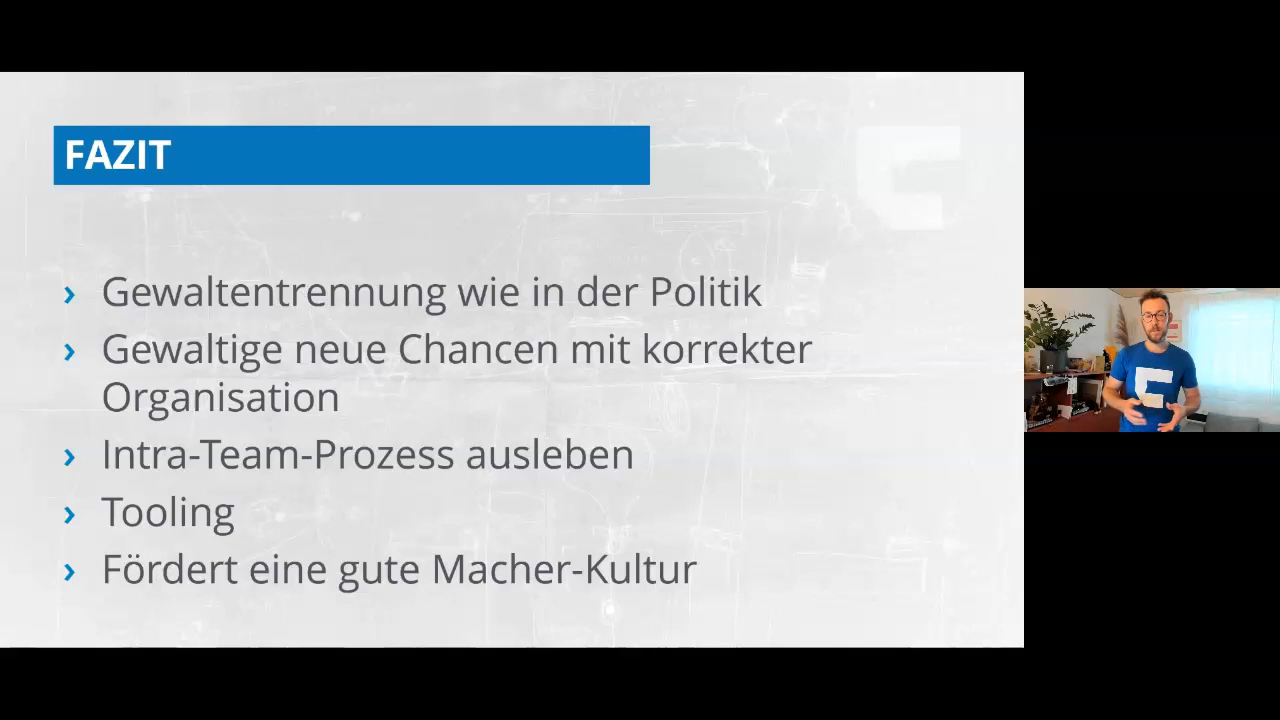 FAZIT
› Gewaltentrennung wie in der Politik
› Gewaltige neue Chancen mit korrekter
Organisation
› Intra-Team-Prozess ausleben
› Tooling
› Fördert eine gute Macher-Kultur